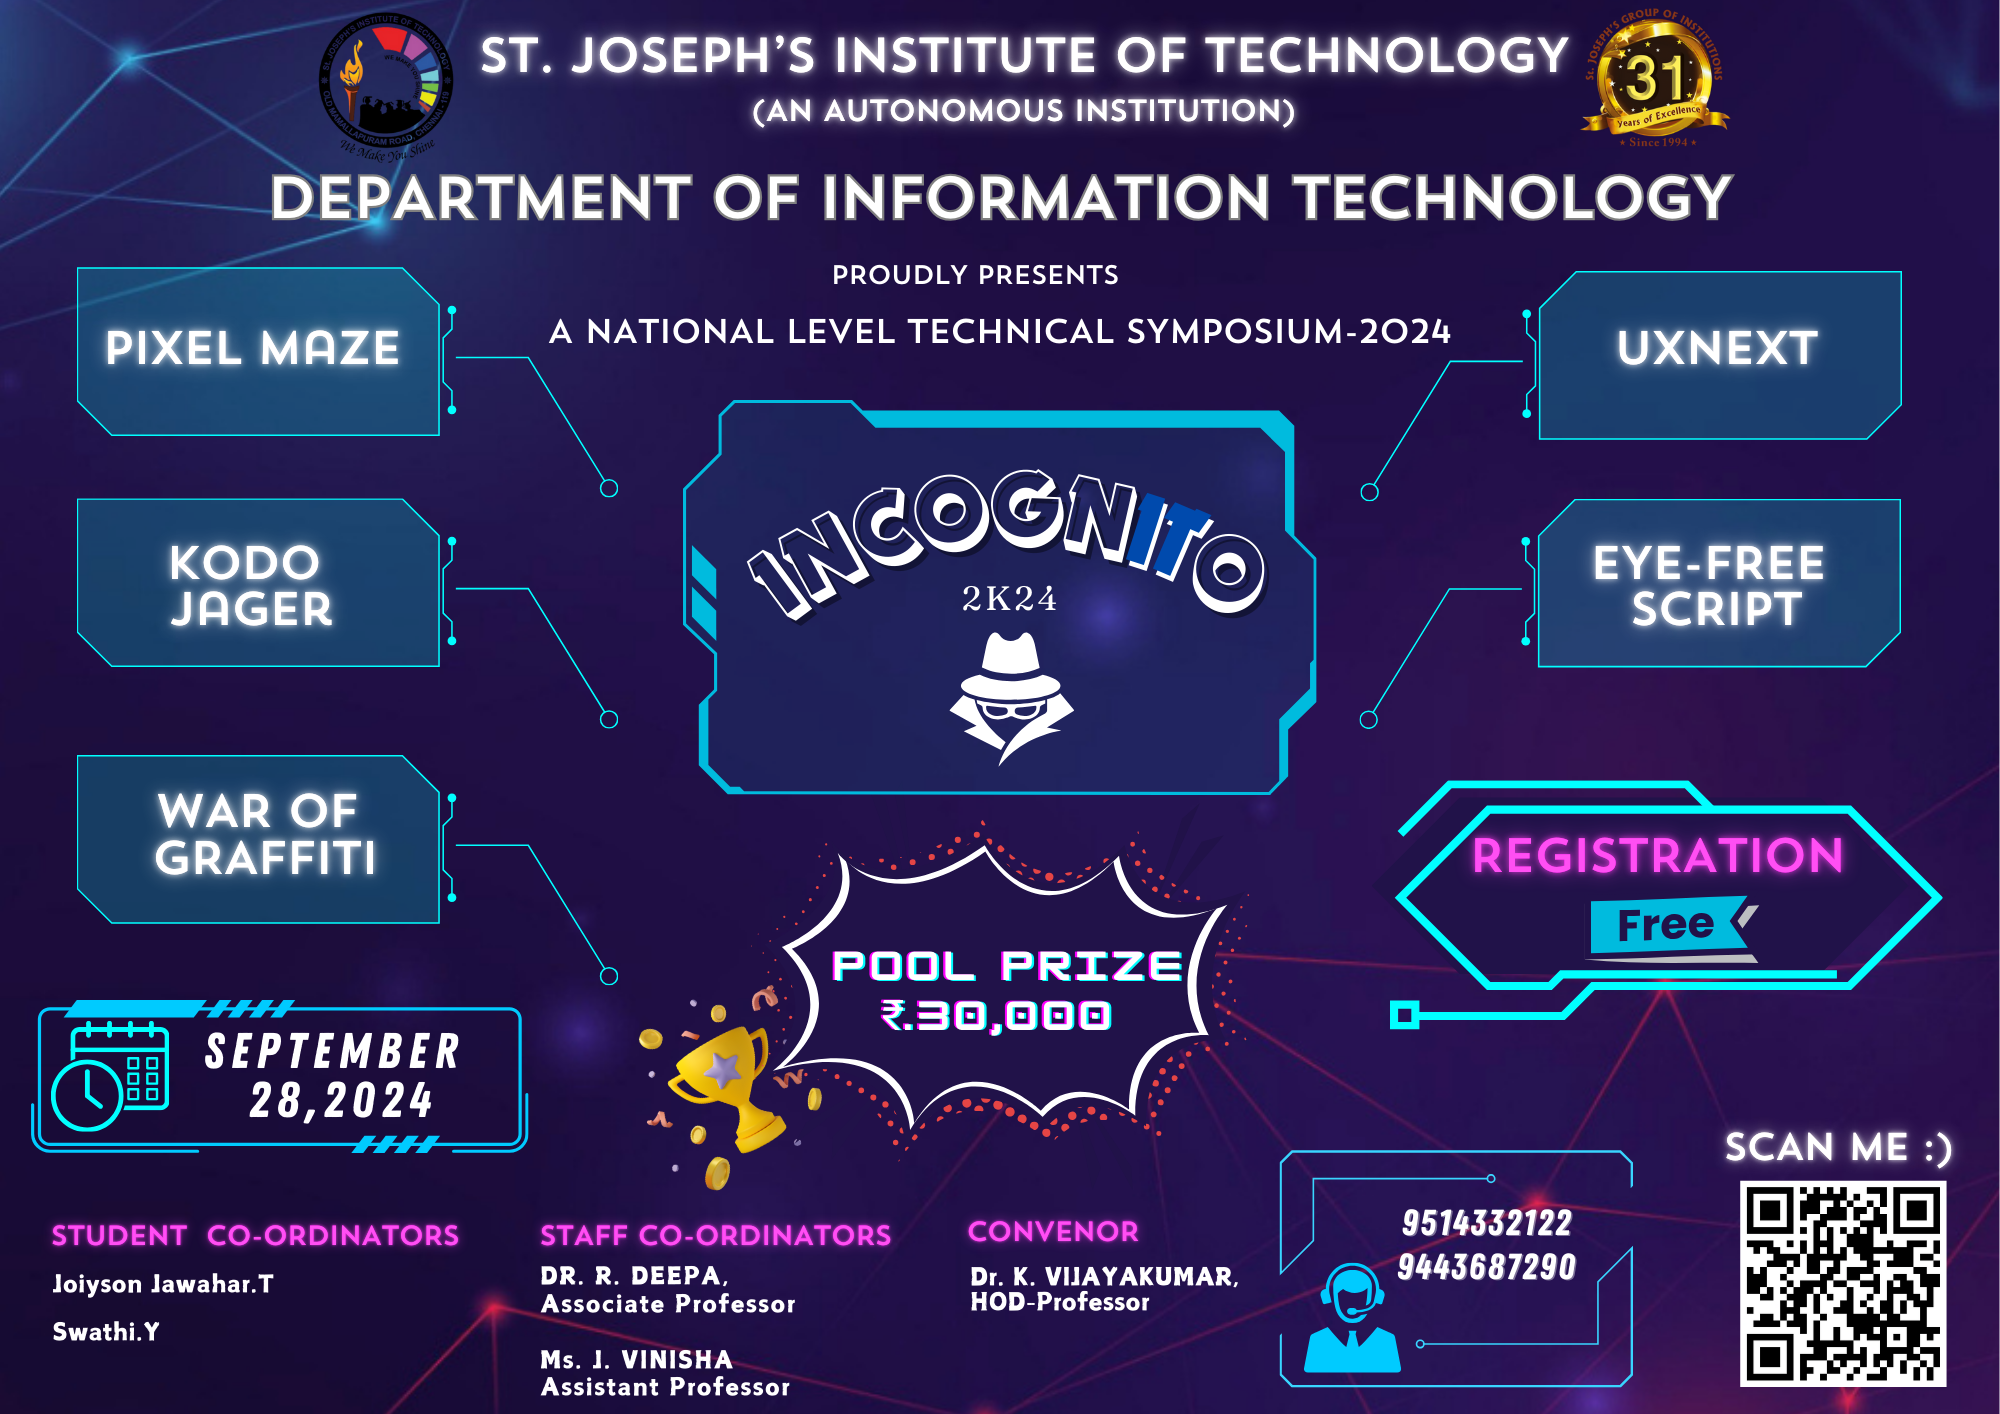 ST. JOSEPH'S INSTITUTE OF TECHNOLOGY
(AN AUTONOMOUS INSTITUTION)
ST. JOSEPH'S INSTITUTE OF TECHNOLOGY
OLD MAMALLAPURAM ROAD, CHENNAI - 119
We Make You Shine
St. JOSEPH'S GROUP OF INSTITUTIONS
31
Years of Excellence
★ Since 1994 ★
DEPARTMENT OF INFORMATION TECHNOLOGY
PROUDLY PRESENTS
A NATIONAL LEVEL TECHNICAL SYMPOSIUM-2024
PIXEL MAZE
KODO
JAGER
WAR OF
GRAFFITI
UXNEXT
EYE-FREE
SCRIPT
INCOGNITO
2K24
REGISTRATION
Free
POOL PRIZE
₹.30,000
SEPTEMBER
28,2024
STUDENT CO-ORDINATORS
Joiyson Jawahar.T
Swathi.Y
STAFF CO-ORDINATORS
DR. R. DEEPA,
Associate Professor
Ms. J. VINISHA
Assistant Professor
CONVENOR
Dr. K. VIJAYAKUMAR,
HOD-Professor
9514332122
9443687290
SCAN ME :)